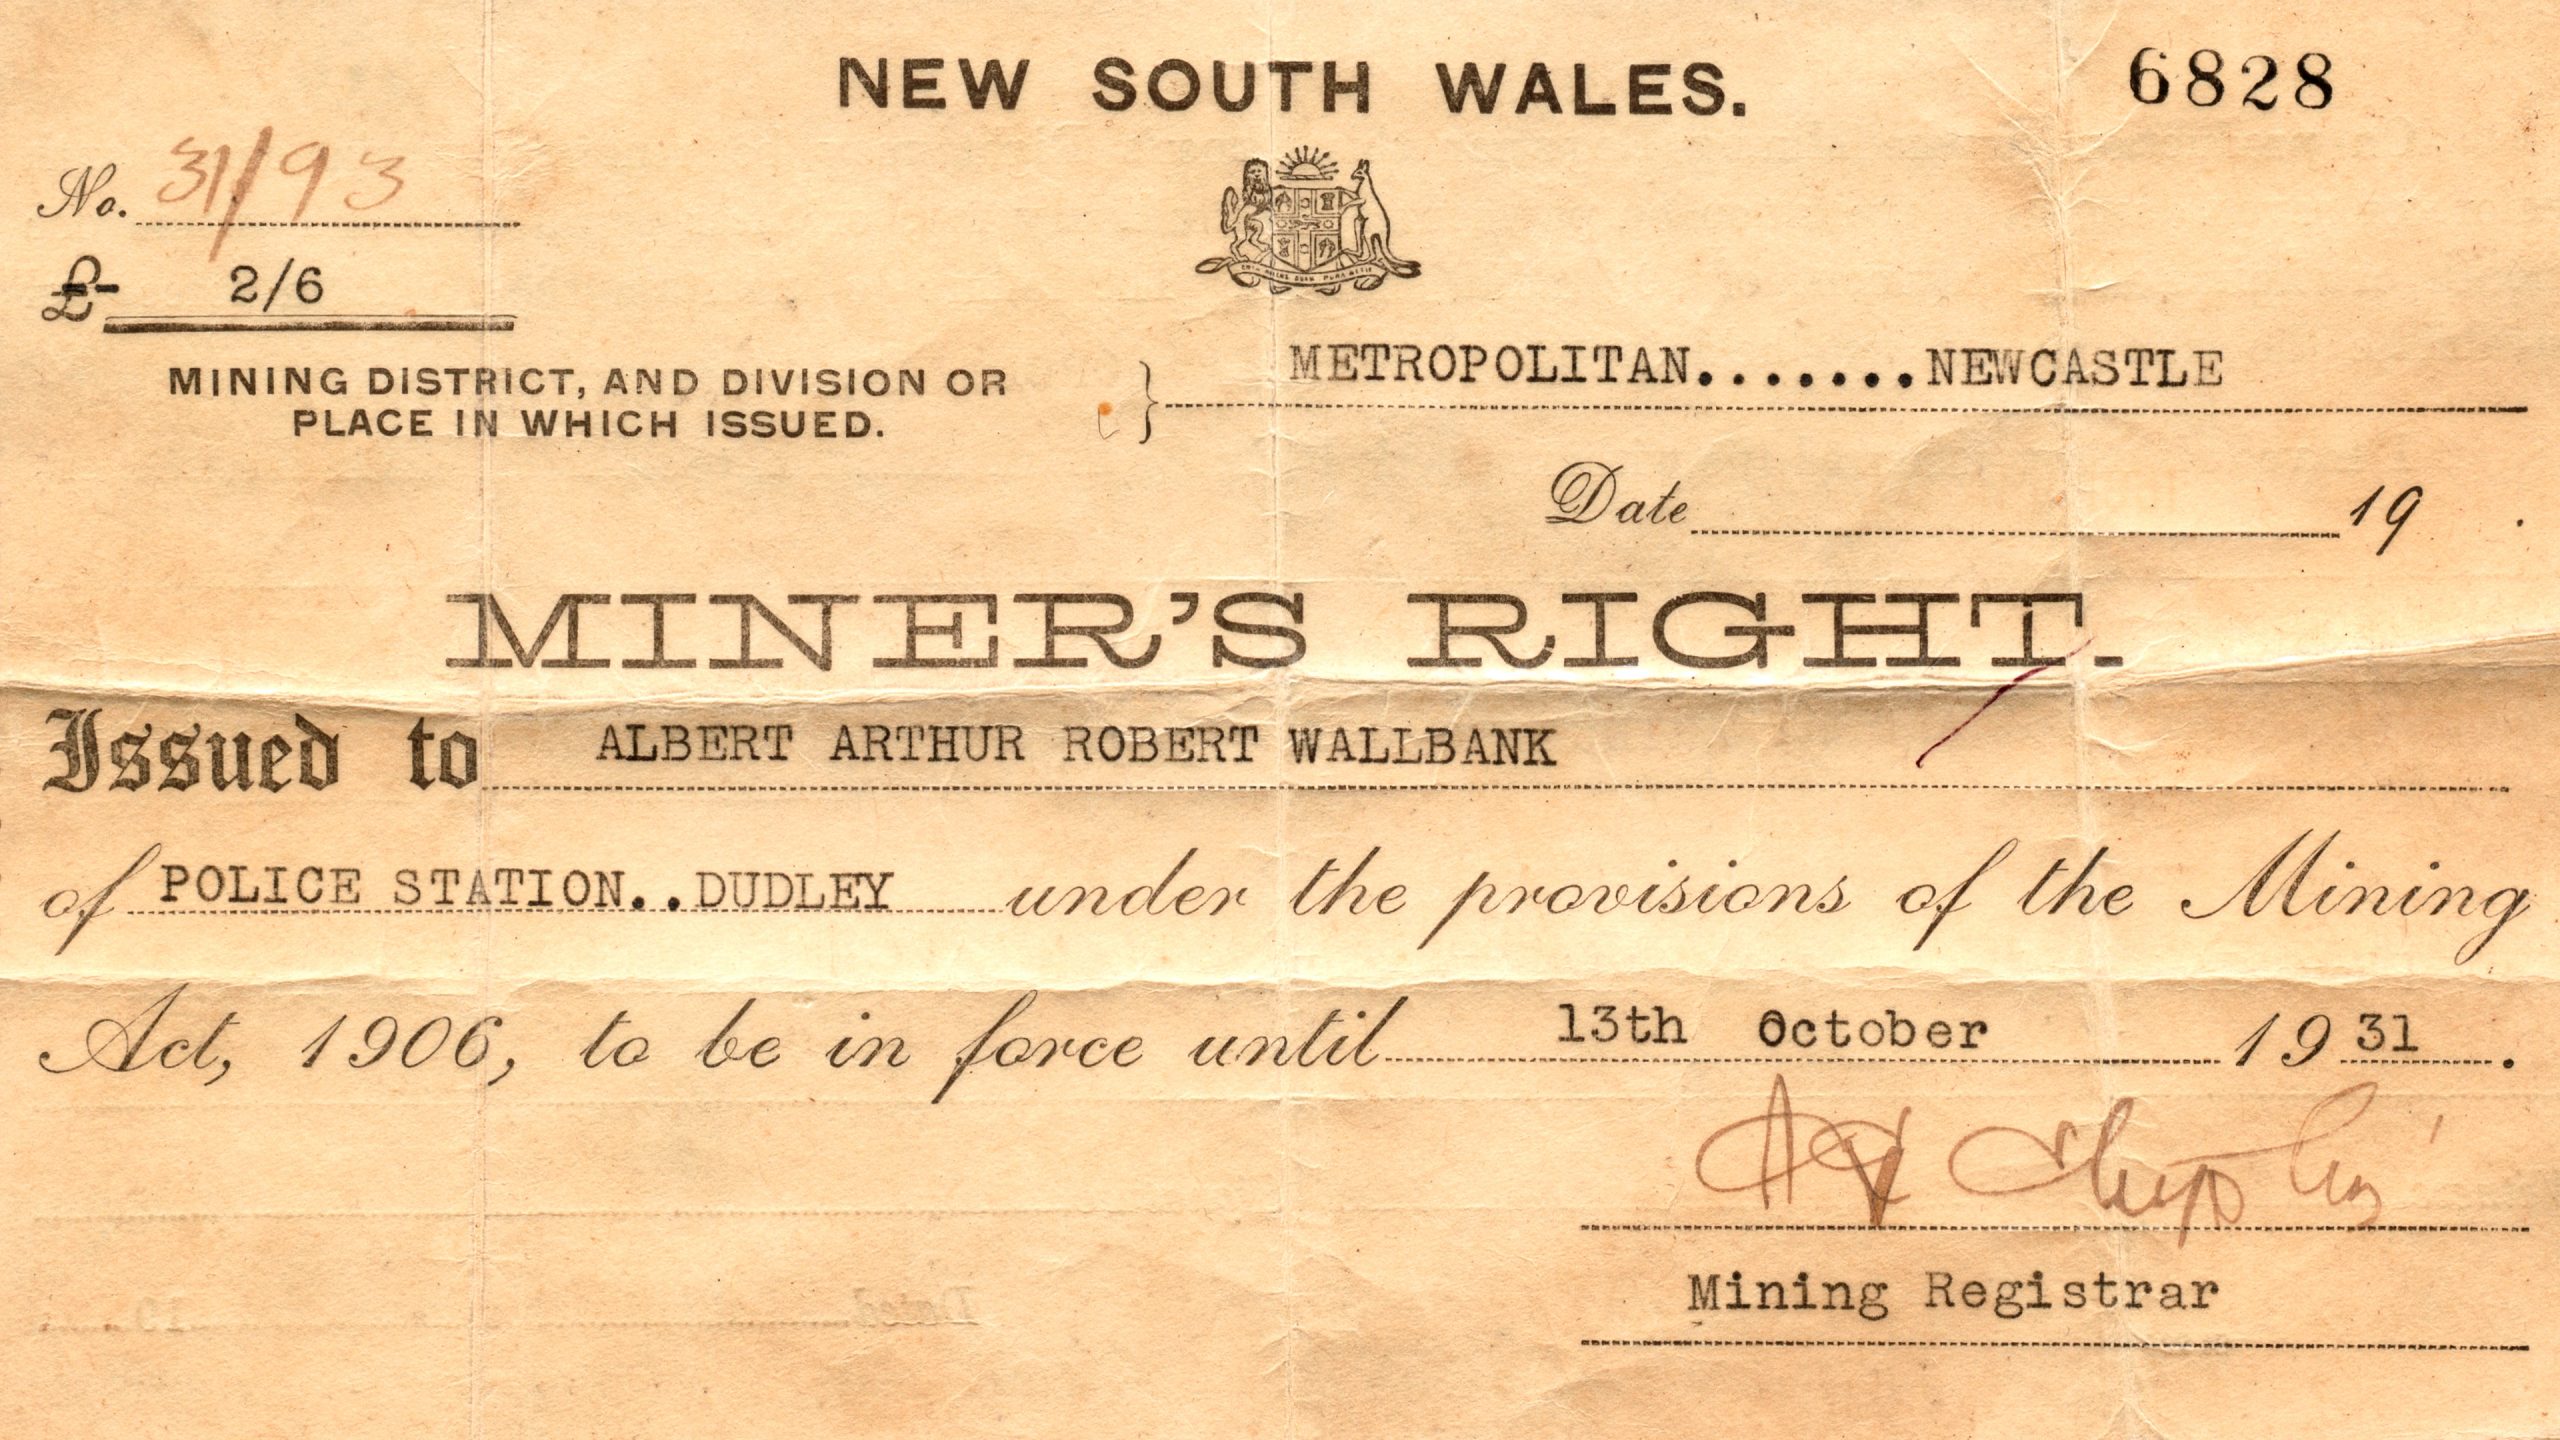 NEW SOUTH WALES.
6828
No. 31/93
£ 2/6
MINING DISTRICT, AND DIVISION OR
PLACE IN WHICH ISSUED.
} METROPOLITAN.......NEWCASTLE
Date 19 .
MINER'S RIGHT.
Issued to ALBERT ARTHUR ROBERT WALLBANK
of POLICE STATION..DUDLEY under the provisions of the Mining
Act, 1906, to be in force until 13th October 1931.
Mining Registrar